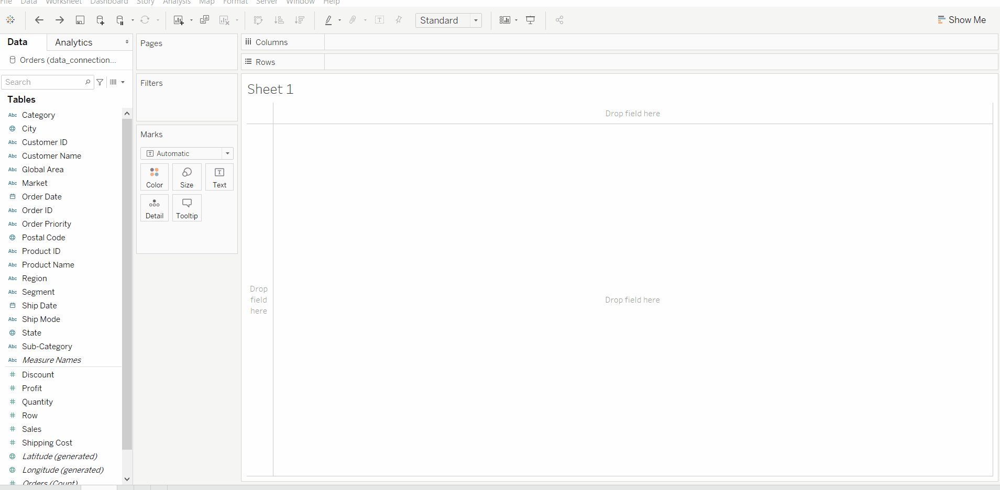 File Data Worksheet Dashboard Story Analysis Map Format Server Window Help
Standard
Show Me
Data Analytics
Orders (data_connection...
Search
Tables
Abc Category
City
Abc Customer ID
Abc Customer Name
Abc Global Area
Abc Market
Order Date
Abc Order ID
Abc Order Priority
Postal Code
Abc Product ID
Abc Product Name
Abc Region
Abc Segment
Ship Date
Abc Ship Mode
State
Abc Sub-Category
Abc Measure Names
# Discount
# Profit
# Quantity
# Row
# Sales
# Shipping Cost
Latitude (generated)
Longitude (generated)
# Orders (Count)
Pages
Filters
Marks
T Automatic
Color Size T Text
Detail Tooltip
Columns
Rows
Sheet 1
Drop field here
Drop
field
here
Drop field here